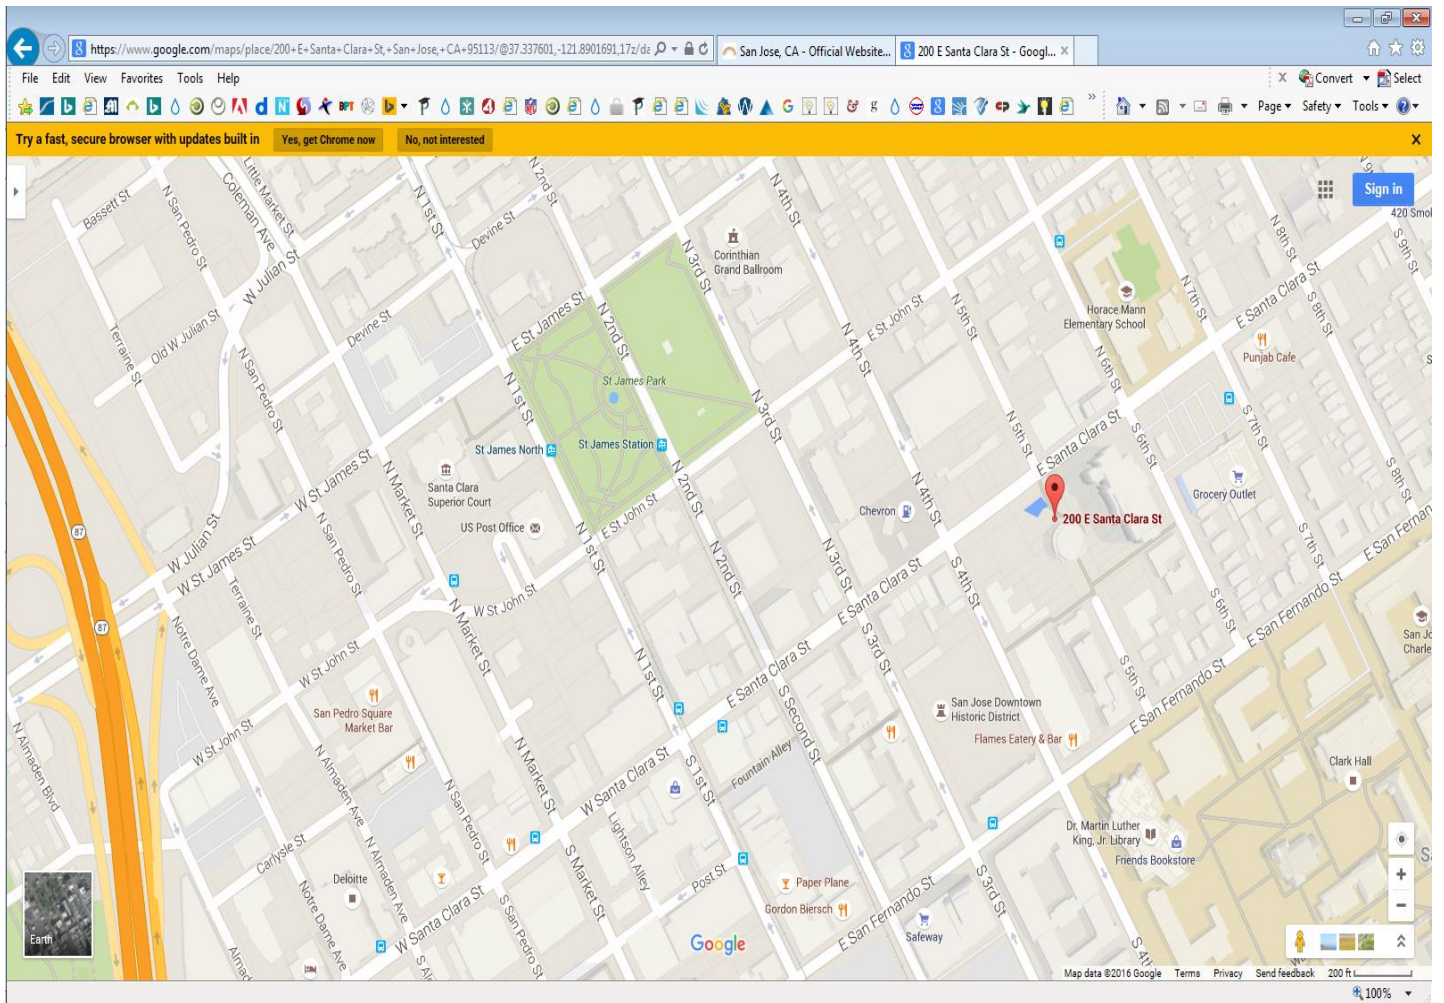 https://www.google.com/maps/place/200+E+Santa+Clara+St,+San+Jose,+CA+95113/@37.337601,-121.8901691,17z/da
San Jose, CA - Official Website...
200 E Santa Clara St - Googl...
File Edit View Favorites Tools Help
Convert
Select
Page
Safety
Tools
Try a fast, secure browser with updates built in
Yes, get Chrome now
No, not interested
Sign in
420 Smo
Bassett St
N San Pedro St
Coleman Ave
Little Market St
N 1st St
Devine St
N 2nd St
N 3rd St
Corinthian
Grand Ballroom
N 4th St
E St John St
N 5th St
Horace Mann
Elementary School
N 7th St
N 8th St
S 8th St
S 9th St
E Santa Clara St
Punjab Cafe
W Julian St
Old W Julian St
Terraine St
Devine St
N San Pedro St
E St James St
N 2nd St
St James Park
N 1st St
N 3rd St
N 4th St
N 5th St
N 6th St
S 6th St
S 7th St
S 8th St
E Santa Clara St
St James North
St James Station
Santa Clara
Superior Court
US Post Office
N Market St
W St James St
N San Pedro St
E St John St
N 2nd St
Chevron
N 4th St
200 E Santa Clara St
Grocery Outlet
E San Fernan
87
W Julian St
W St James St
Terraine St
N 1st St
N 3rd St
E Santa Clara St
S 4th St
S 6th St
S 7th St
E San Fernando St
W St John St
N Market St
87
Notre Dame Ave
W St John St
N 1st St
E Santa Clara St
S 3rd St
S 5th St
San Jo
Charle
San Pedro Square
Market Bar
San Jose Downtown
Historic District
Flames Eatery & Bar
E San Fernando St
N Almaden Blvd
W St John St
N Almaden Ave
N San Pedro St
N Market St
W Santa Clara St
S 1st St
Fountain Alley
S Second St
Clark Hall
Carlysle St
N Almaden Ave
Lightson Alley
S Market St
Post St
Dr. Martin Luther
King, Jr. Library
Friends Bookstore
Deloitte
Paper Plane
Gordon Biersch
Notre Dame Ave
W Santa Clara St
S San Pedro St
E San Fernando St
Safeway
S 3rd St
S 4th
Earth
Almad
S Al
Google
Map data ©2016 Google Terms Privacy Send feedback 200 ft
100%